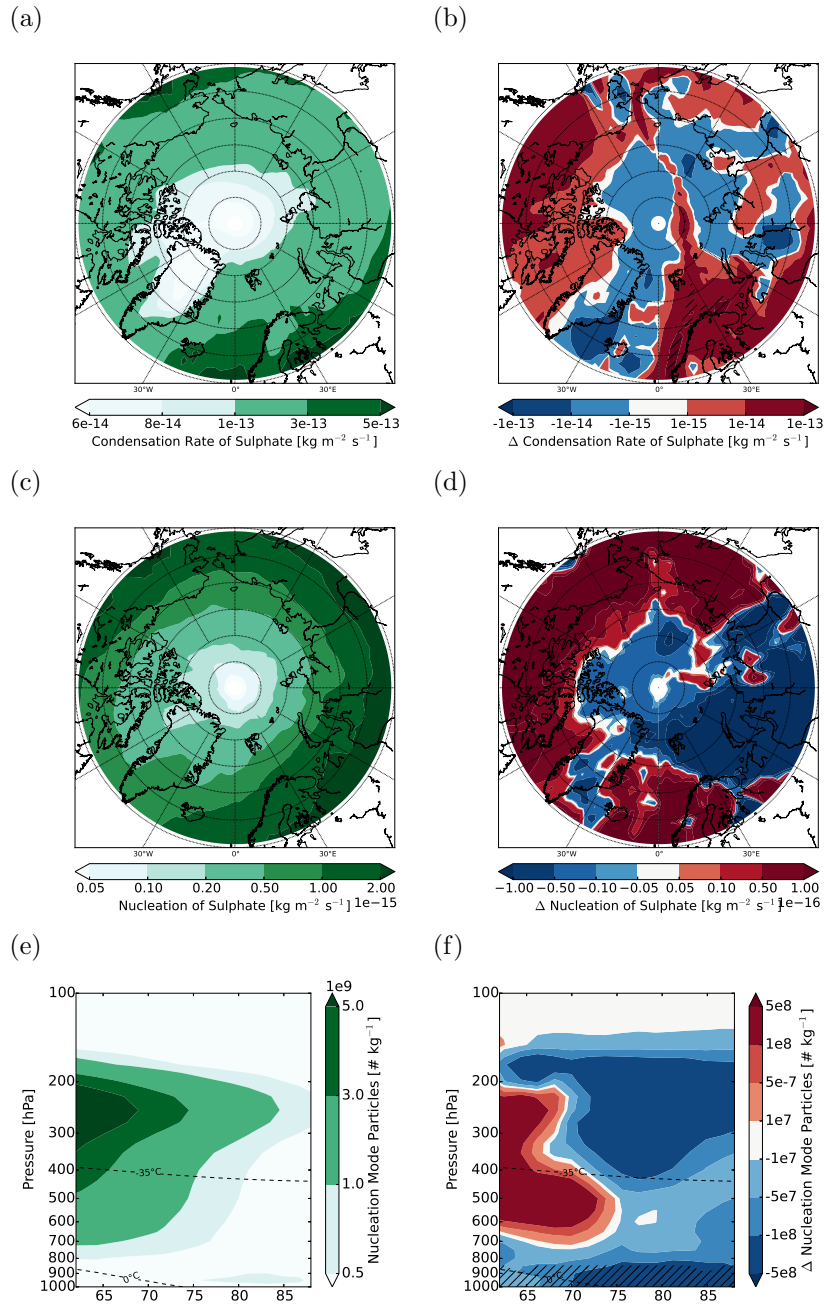 (a)
(b)
30°W 0° 30°E
30°W 0° 30°E
6e-14 8e-14 1e-13 3e-13 5e-13
Condensation Rate of Sulphate [kg m⁻² s⁻¹]
-1e-13 -1e-14 -1e-15 1e-15 1e-14 1e-13
Δ Condensation Rate of Sulphate [kg m⁻² s⁻¹]
(c)
(d)
30°W 0° 30°E
30°W 0° 30°E
0.05 0.10 0.20 0.50 1.00 2.00
Nucleation of Sulphate [kg m⁻² s⁻¹] 1e−15
−1.00 −0.50 −0.10 −0.05 0.05 0.10 0.50 1.00
Δ Nucleation of Sulphate [kg m⁻² s⁻¹] 1e−16
(e)
(f)
100
200
300
400
500
600
700
800
900
1000
Pressure [hPa]
-35°C
0°C
65 70 75 80 85
1e9
5.0
3.0
1.0
0.5
Nucleation Mode Particles [# kg⁻¹]
100
200
300
400
500
600
700
800
900
1000
Pressure [hPa]
-35°C
0°C
65 70 75 80 85
5e8
1e8
5e-7
1e7
-1e7
-5e7
-1e8
-5e8
Δ Nucleation Mode Particles [# kg⁻¹]